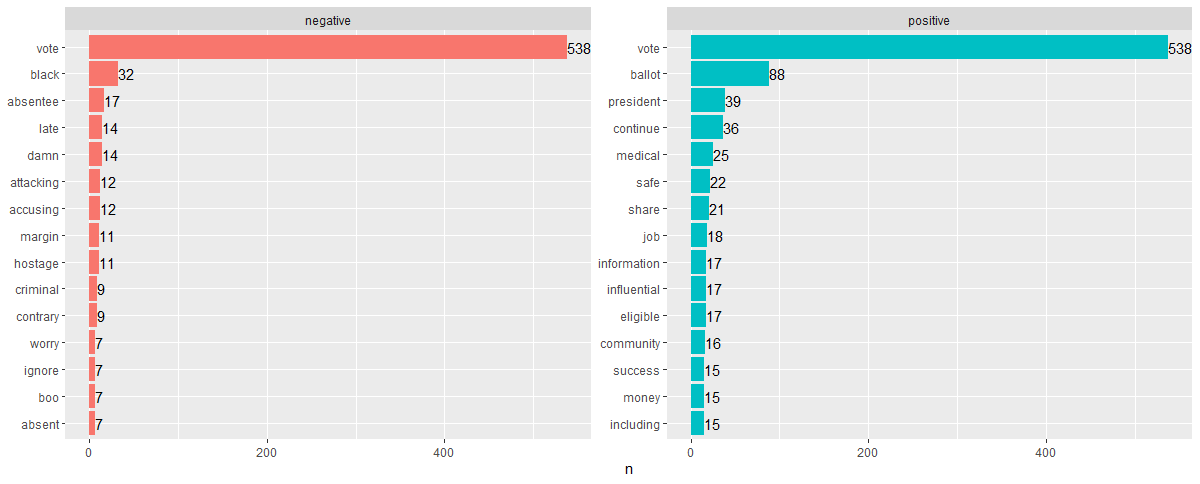 negative
vote 538
black 32
absentee 17
late 14
damn 14
attacking 12
accusing 12
margin 11
hostage 11
criminal 9
contrary 9
worry 7
ignore 7
boo 7
absent 7
0 200 400
positive
vote 538
ballot 88
president 39
continue 36
medical 25
safe 22
share 21
job 18
information 17
influential 17
eligible 17
community 16
success 15
money 15
including 15
0 200 400
n